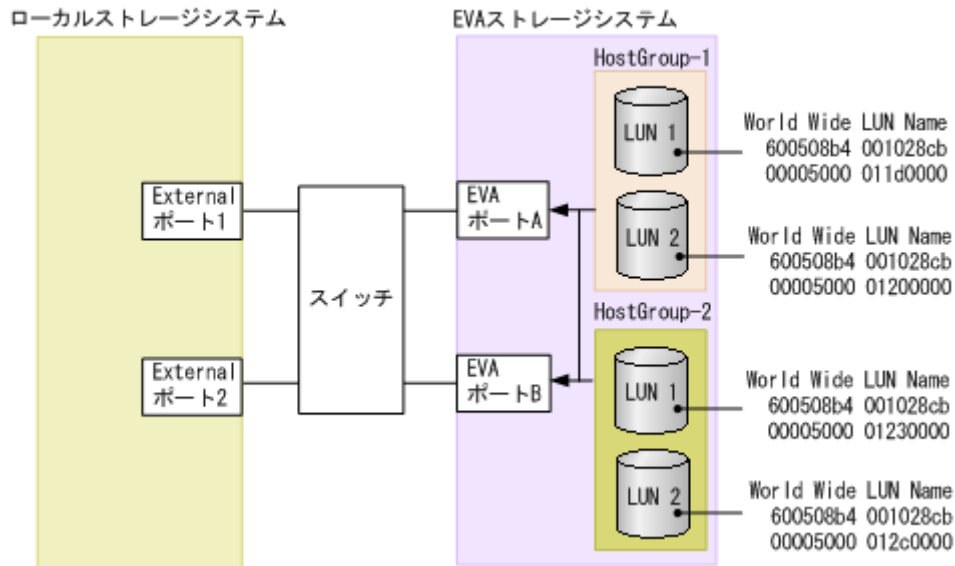 ローカルストレージシステム
EVAストレージシステム
HostGroup-1
LUN 1
World Wide LUN Name
600508b4 001028cb
00005000 011d0000
External
ポート1
EVA
ポートA
LUN 2
World Wide LUN Name
600508b4 001028cb
00005000 01200000
スイッチ
HostGroup-2
External
ポート2
EVA
ポートB
LUN 1
World Wide LUN Name
600508b4 001028cb
00005000 01230000
LUN 2
World Wide LUN Name
600508b4 001028cb
00005000 012c0000